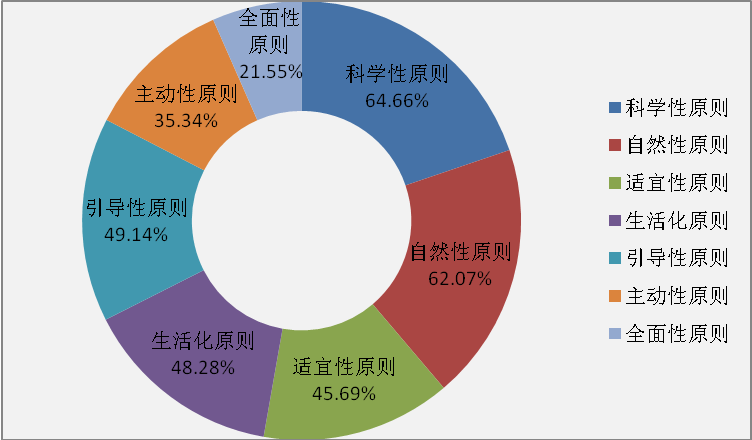 全面性
原则
21.55%
科学性原则
64.66%
主动性原则
35.34%
引导性原则
49.14%
自然性原则
62.07%
生活化原则
48.28%
适宜性原则
45.69%
科学性原则
自然性原则
适宜性原则
生活化原则
引导性原则
主动性原则
全面性原则